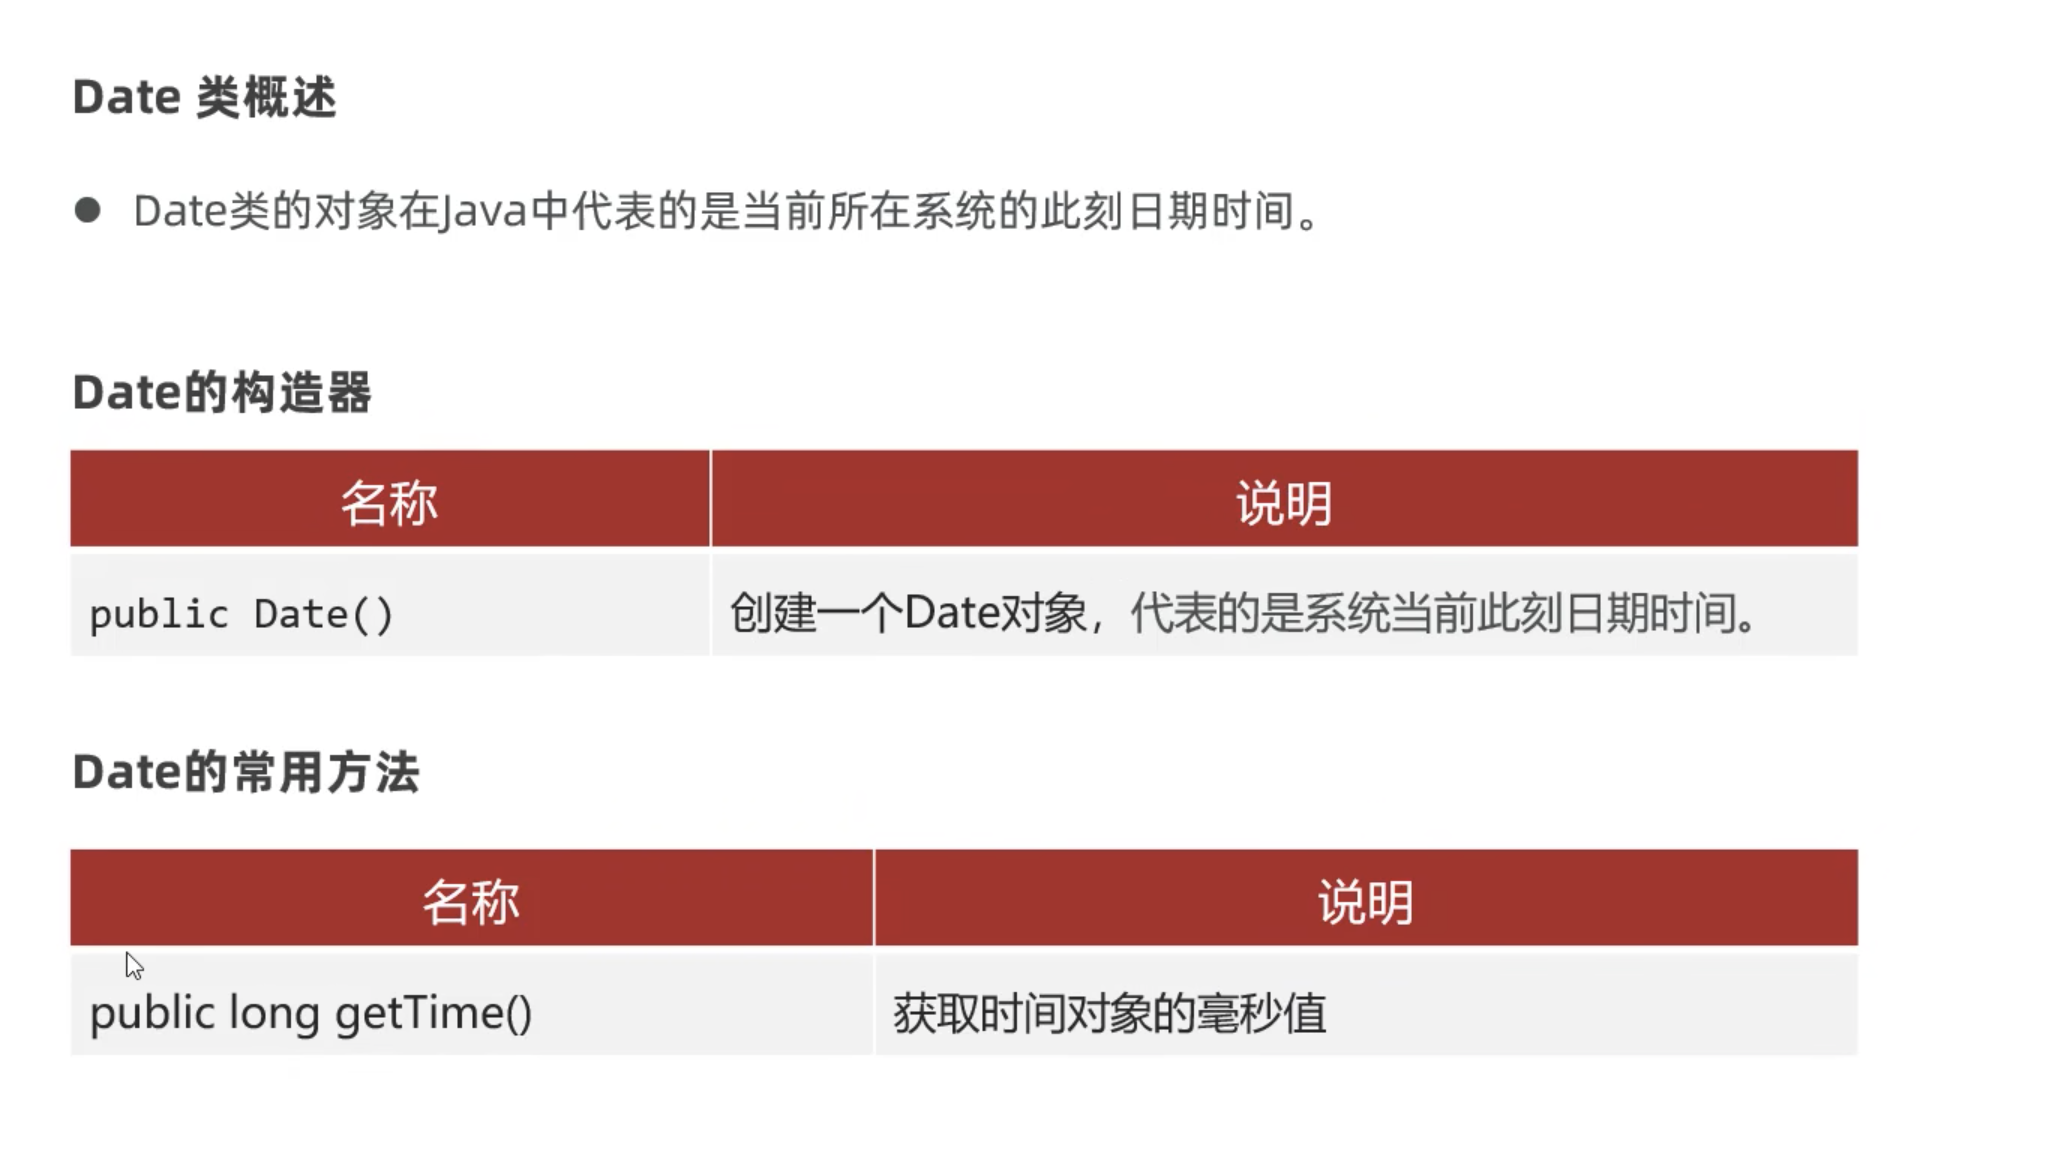 Date 类概述
● Date类的对象在Java中代表的是当前所在系统的此刻日期时间。
Date的构造器
名称 说明
public Date() 创建一个Date对象，代表的是系统当前此刻日期时间。
Date的常用方法
名称 说明
public long getTime() 获取时间对象的毫秒值